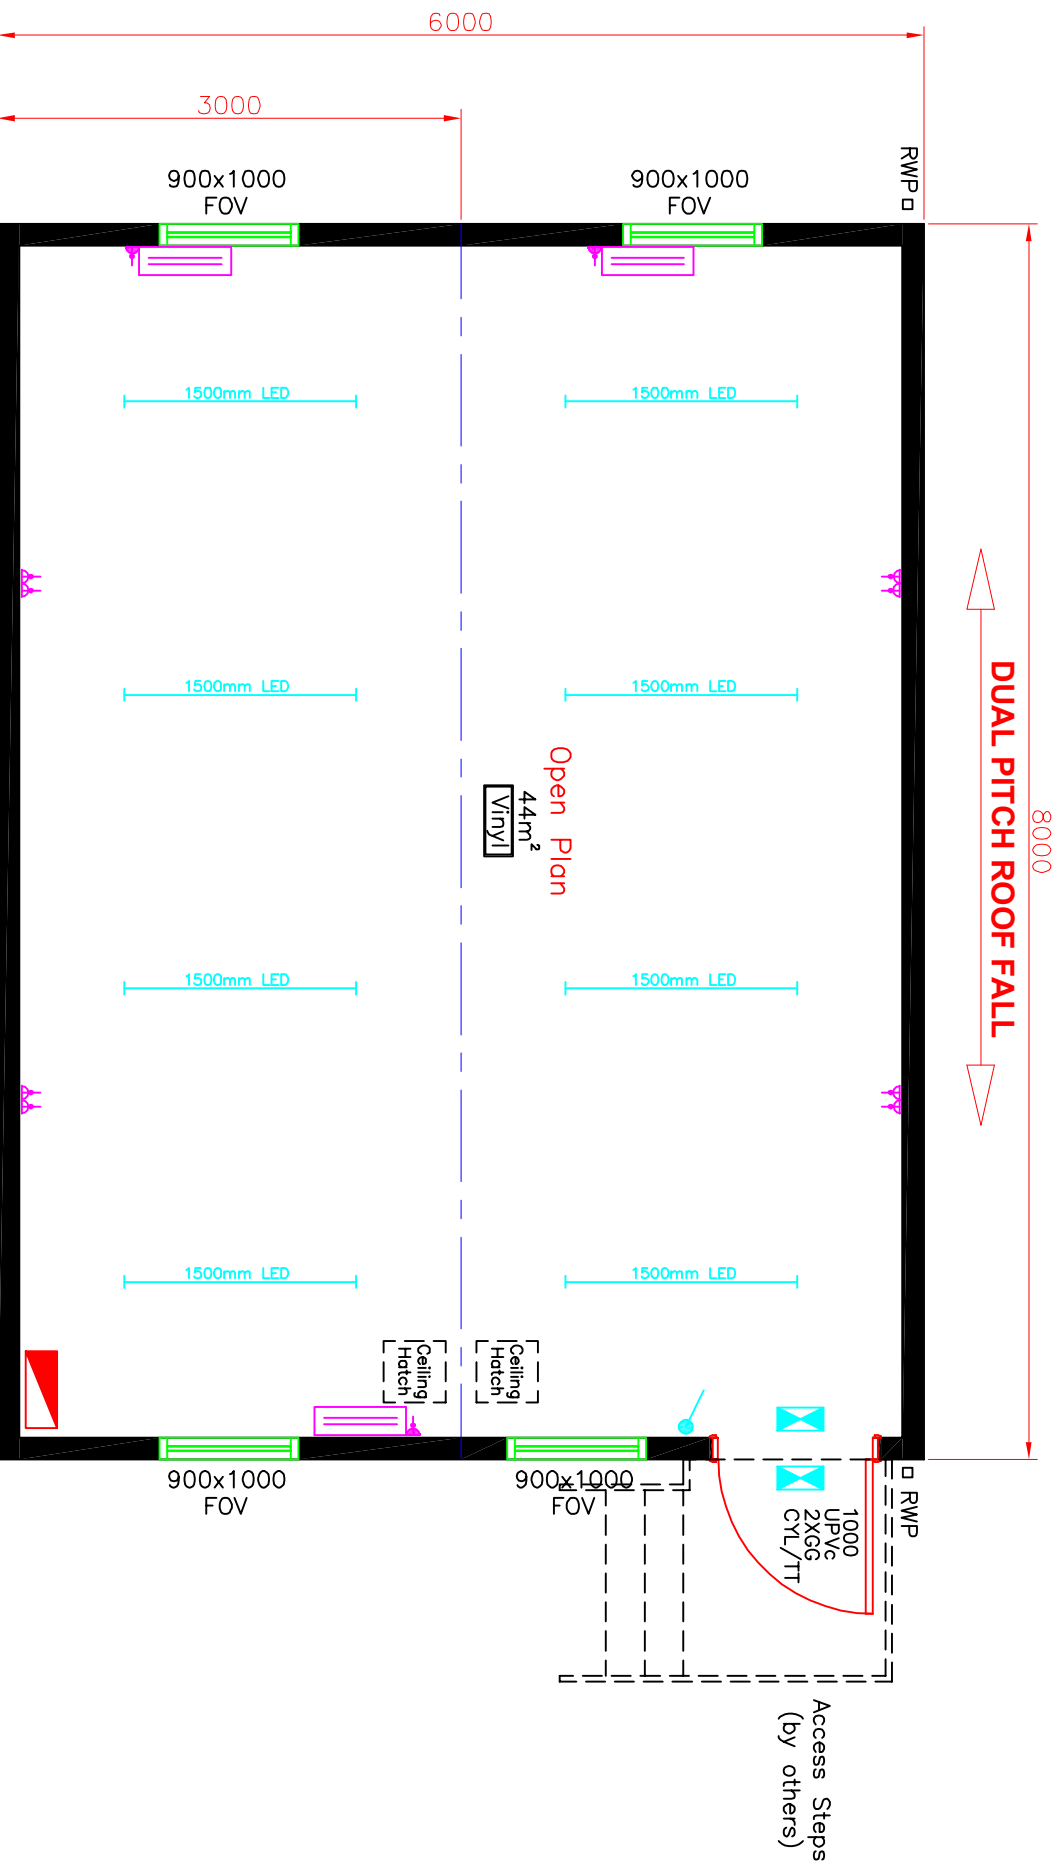 6000
3000
RWP
900x1000
FOV
900x1000
FOV
8000
DUAL PITCH ROOF FALL
1500mm LED
1500mm LED
1500mm LED
1500mm LED
Open Plan
44m²
Vinyl
1500mm LED
1500mm LED
1500mm LED
1500mm LED
Ceiling
Hatch
Ceiling
Hatch
900x1000
FOV
900x1000
FOV
RWP
1000
UPVc
2XGG
CYL/TT
Access Steps
(by others)